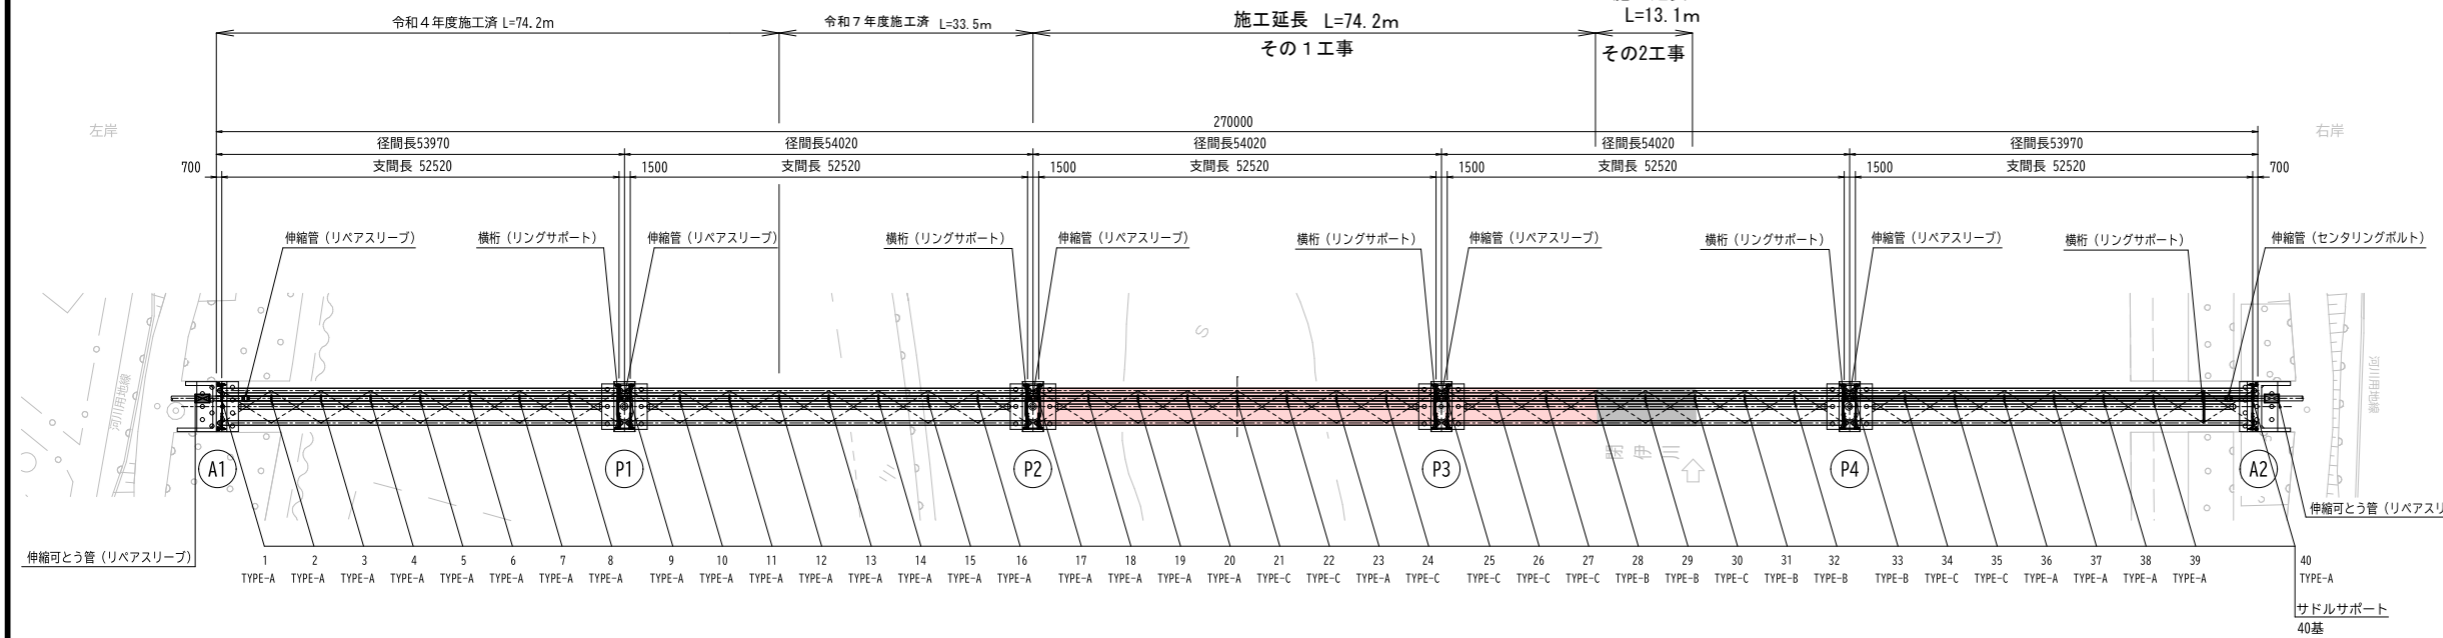 令和４年度施工済 L=74.2m
令和７年度施工済 L=33.5m
施工延長 L=74.2m
その１工事
L=13.1m
その2工事
左岸
右岸
270000
径間長53970
径間長54020
径間長54020
径間長54020
径間長53970
700
支間長 52520
1500
支間長 52520
1500
支間長 52520
1500
支間長 52520
1500
支間長 52520
700
伸縮管（リペアスリーブ）
横桁（リングサポート）
伸縮管（リペアスリーブ）
横桁（リングサポート）
伸縮管（リペアスリーブ）
横桁（リングサポート）
伸縮管（リペアスリーブ）
横桁（リングサポート）
伸縮管（リペアスリーブ）
横桁（リングサポート）
伸縮管（センタリングボルト）
河川用地線
河川用地線
A1
P1
P2
P3
P4
A2
伸縮可とう管（リペアスリーブ）
伸縮可とう管（リペアスリ
1 2 3 4 5 6 7 8 9 10 11 12 13 14 15 16 17 18 19 20 21 22 23 24 25 26 27 28 29 30 31 32 33 34 35 36 37 38 39 40
TYPE-A TYPE-A TYPE-A TYPE-A TYPE-A TYPE-A TYPE-A TYPE-A TYPE-A TYPE-A TYPE-A TYPE-A TYPE-A TYPE-A TYPE-A TYPE-A TYPE-A TYPE-A TYPE-A TYPE-A TYPE-C TYPE-C TYPE-A TYPE-C TYPE-C TYPE-C TYPE-C TYPE-B TYPE-B TYPE-C TYPE-B TYPE-B TYPE-B TYPE-C TYPE-C TYPE-A TYPE-A TYPE-A TYPE-A TYPE-A
サドルサポート
40基